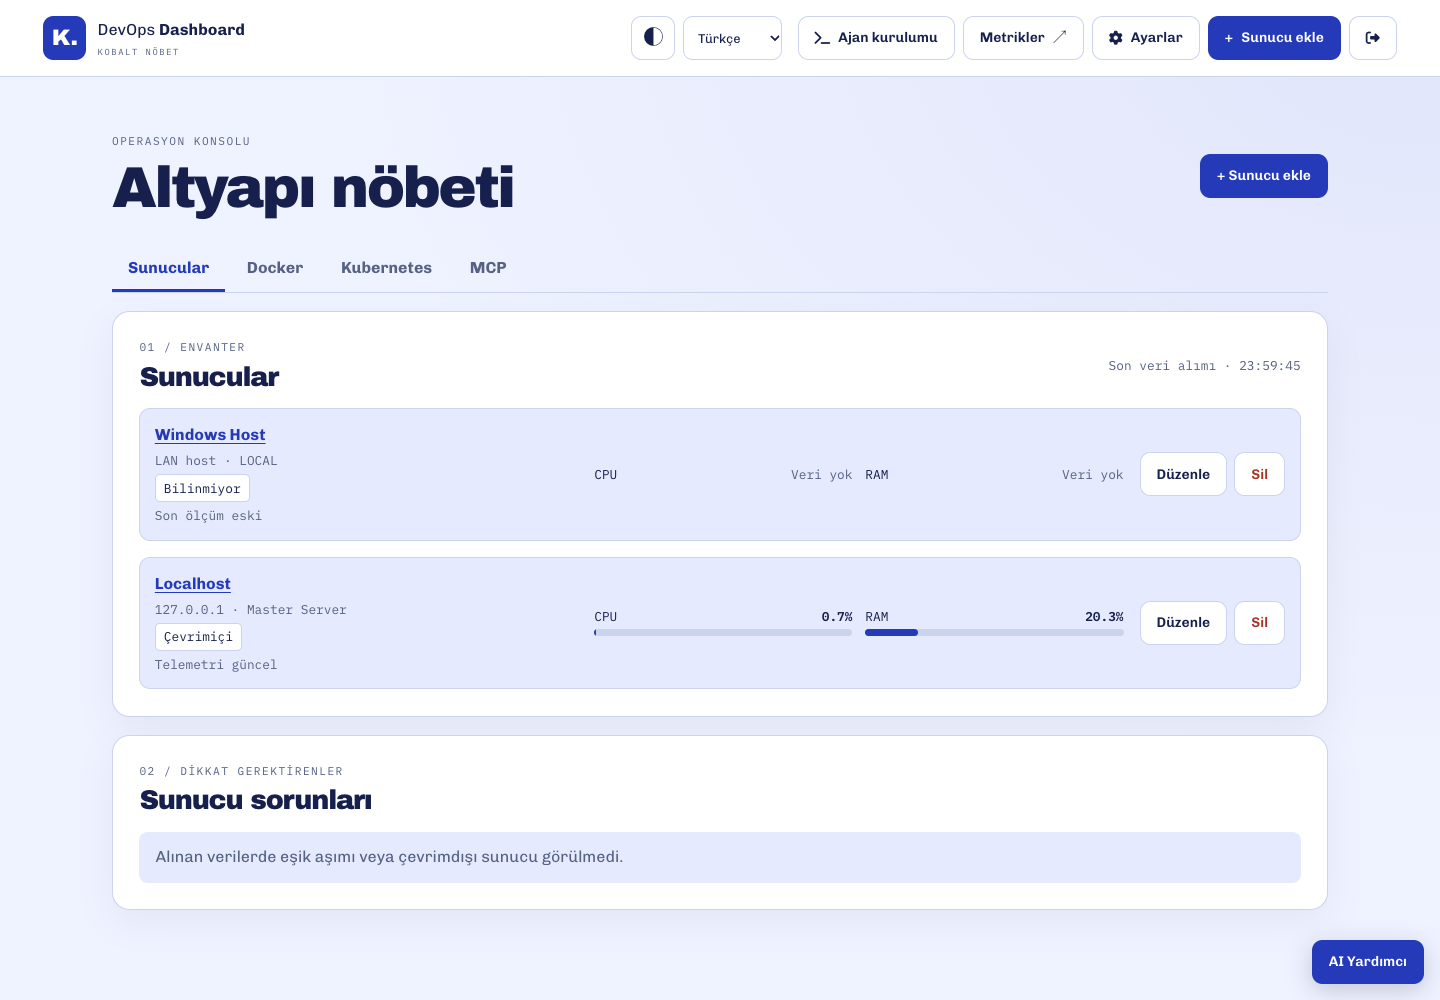 K.
DevOps Dashboard
KOBALT NÖBET
Türkçe
Ajan kurulumu
Metrikler ↗
Ayarlar
+ Sunucu ekle
OPERASYON KONSOLU
Altyapı nöbeti
+ Sunucu ekle
Sunucular
Docker
Kubernetes
MCP
01 / ENVANTER
Sunucular
Son veri alımı · 23:59:45
Windows Host
LAN host · LOCAL
Bilinmiyor
Son ölçüm eski
CPU
Veri yok
RAM
Veri yok
Düzenle
Sil
Localhost
127.0.0.1 · Master Server
Çevrimiçi
Telemetri güncel
CPU
0.7%
RAM
20.3%
Düzenle
Sil
02 / DİKKAT GEREKTİRENLER
Sunucu sorunları
Alınan verilerde eşik aşımı veya çevrimdışı sunucu görülmedi.
AI Yardımcı